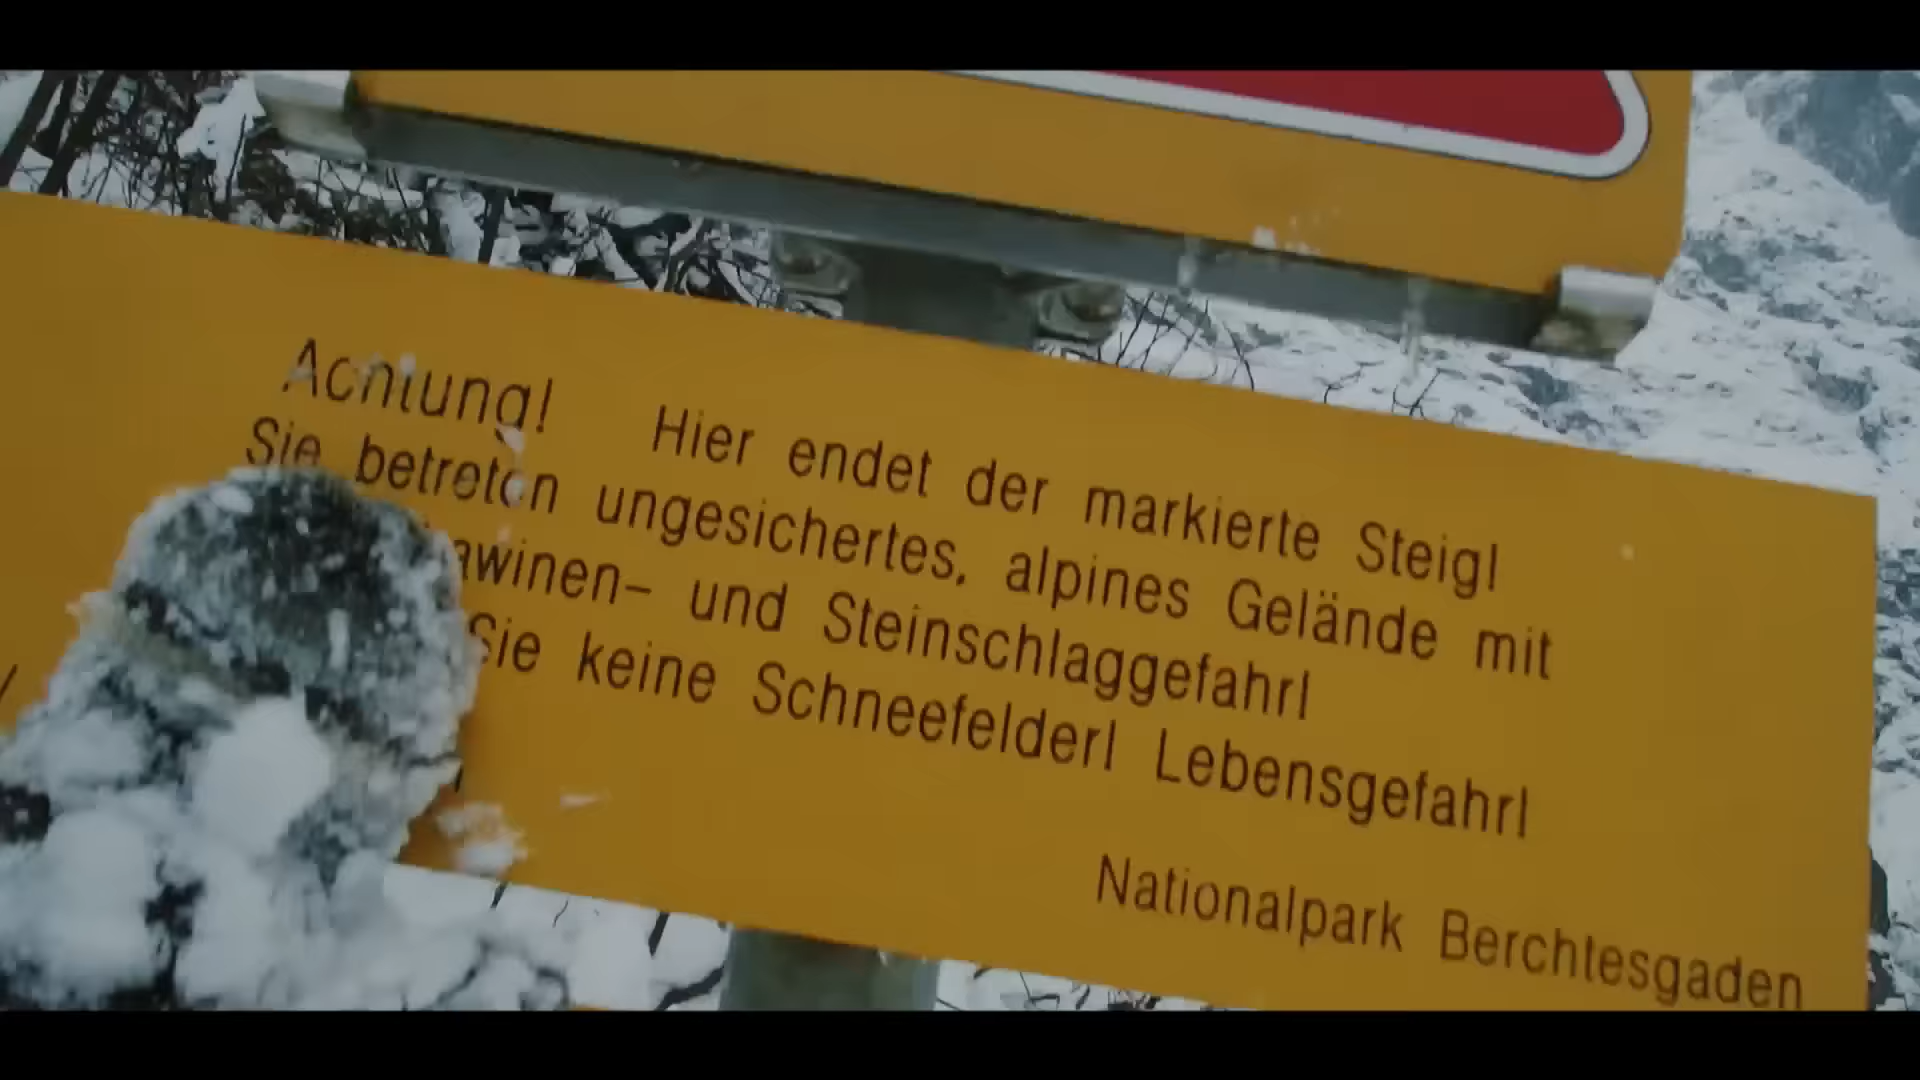 Achtung! Hier endet der markierte Steig!
Sie betreten ungesichertes, alpines Gelände mit
awinen- und Steinschlaggefahr!
Sie keine Schneefelder! Lebensgefahr!
Nationalpark Berchtesgaden